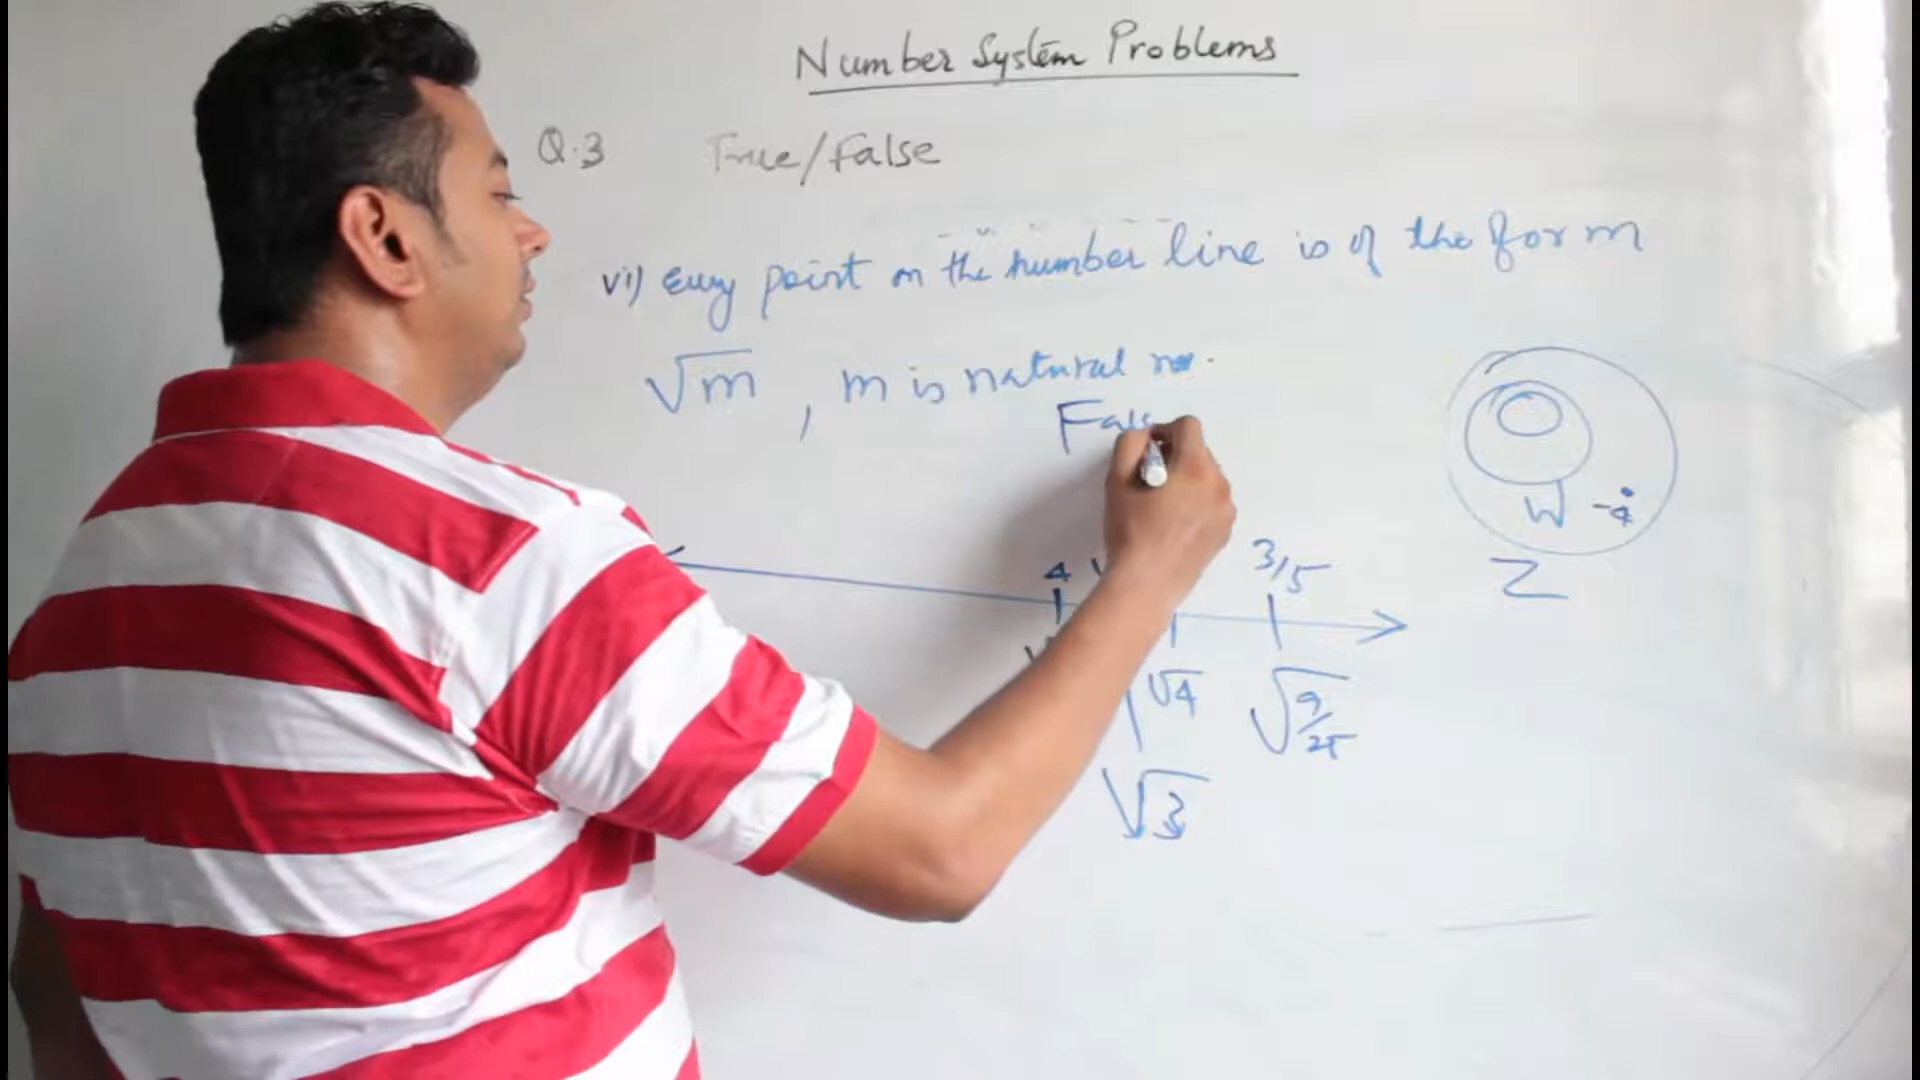 Number System Problems
Q.3 True/False
vi) Every point on the number line is of the form
√m , m is natural no.
Fals
4 3/5
√4 √9/25
√3
W -4
Z